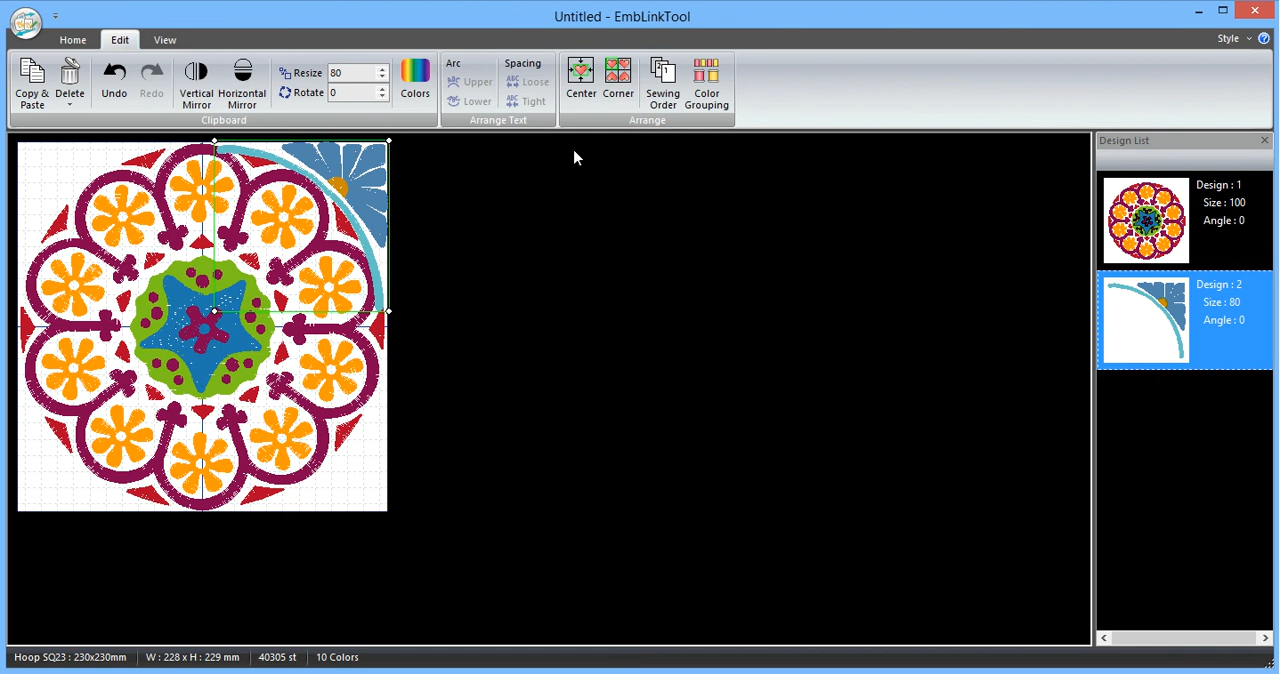 Untitled - EmbLinkTool
Home Edit View
Style
Copy & Paste
Delete
Undo
Redo
Vertical Mirror
Horizontal Mirror
Resize 80
Rotate 0
Colors
Clipboard
Arc
Upper
Lower
Spacing
ABC Loose
ABC Tight
Arrange Text
Center
Corner
Sewing Order
Color Grouping
Arrange
Design List
Design : 1
Size : 100
Angle : 0
Design : 2
Size : 80
Angle : 0
Hoop SQ23 : 230x230mm W : 228 x H : 229 mm 40305 st 10 Colors